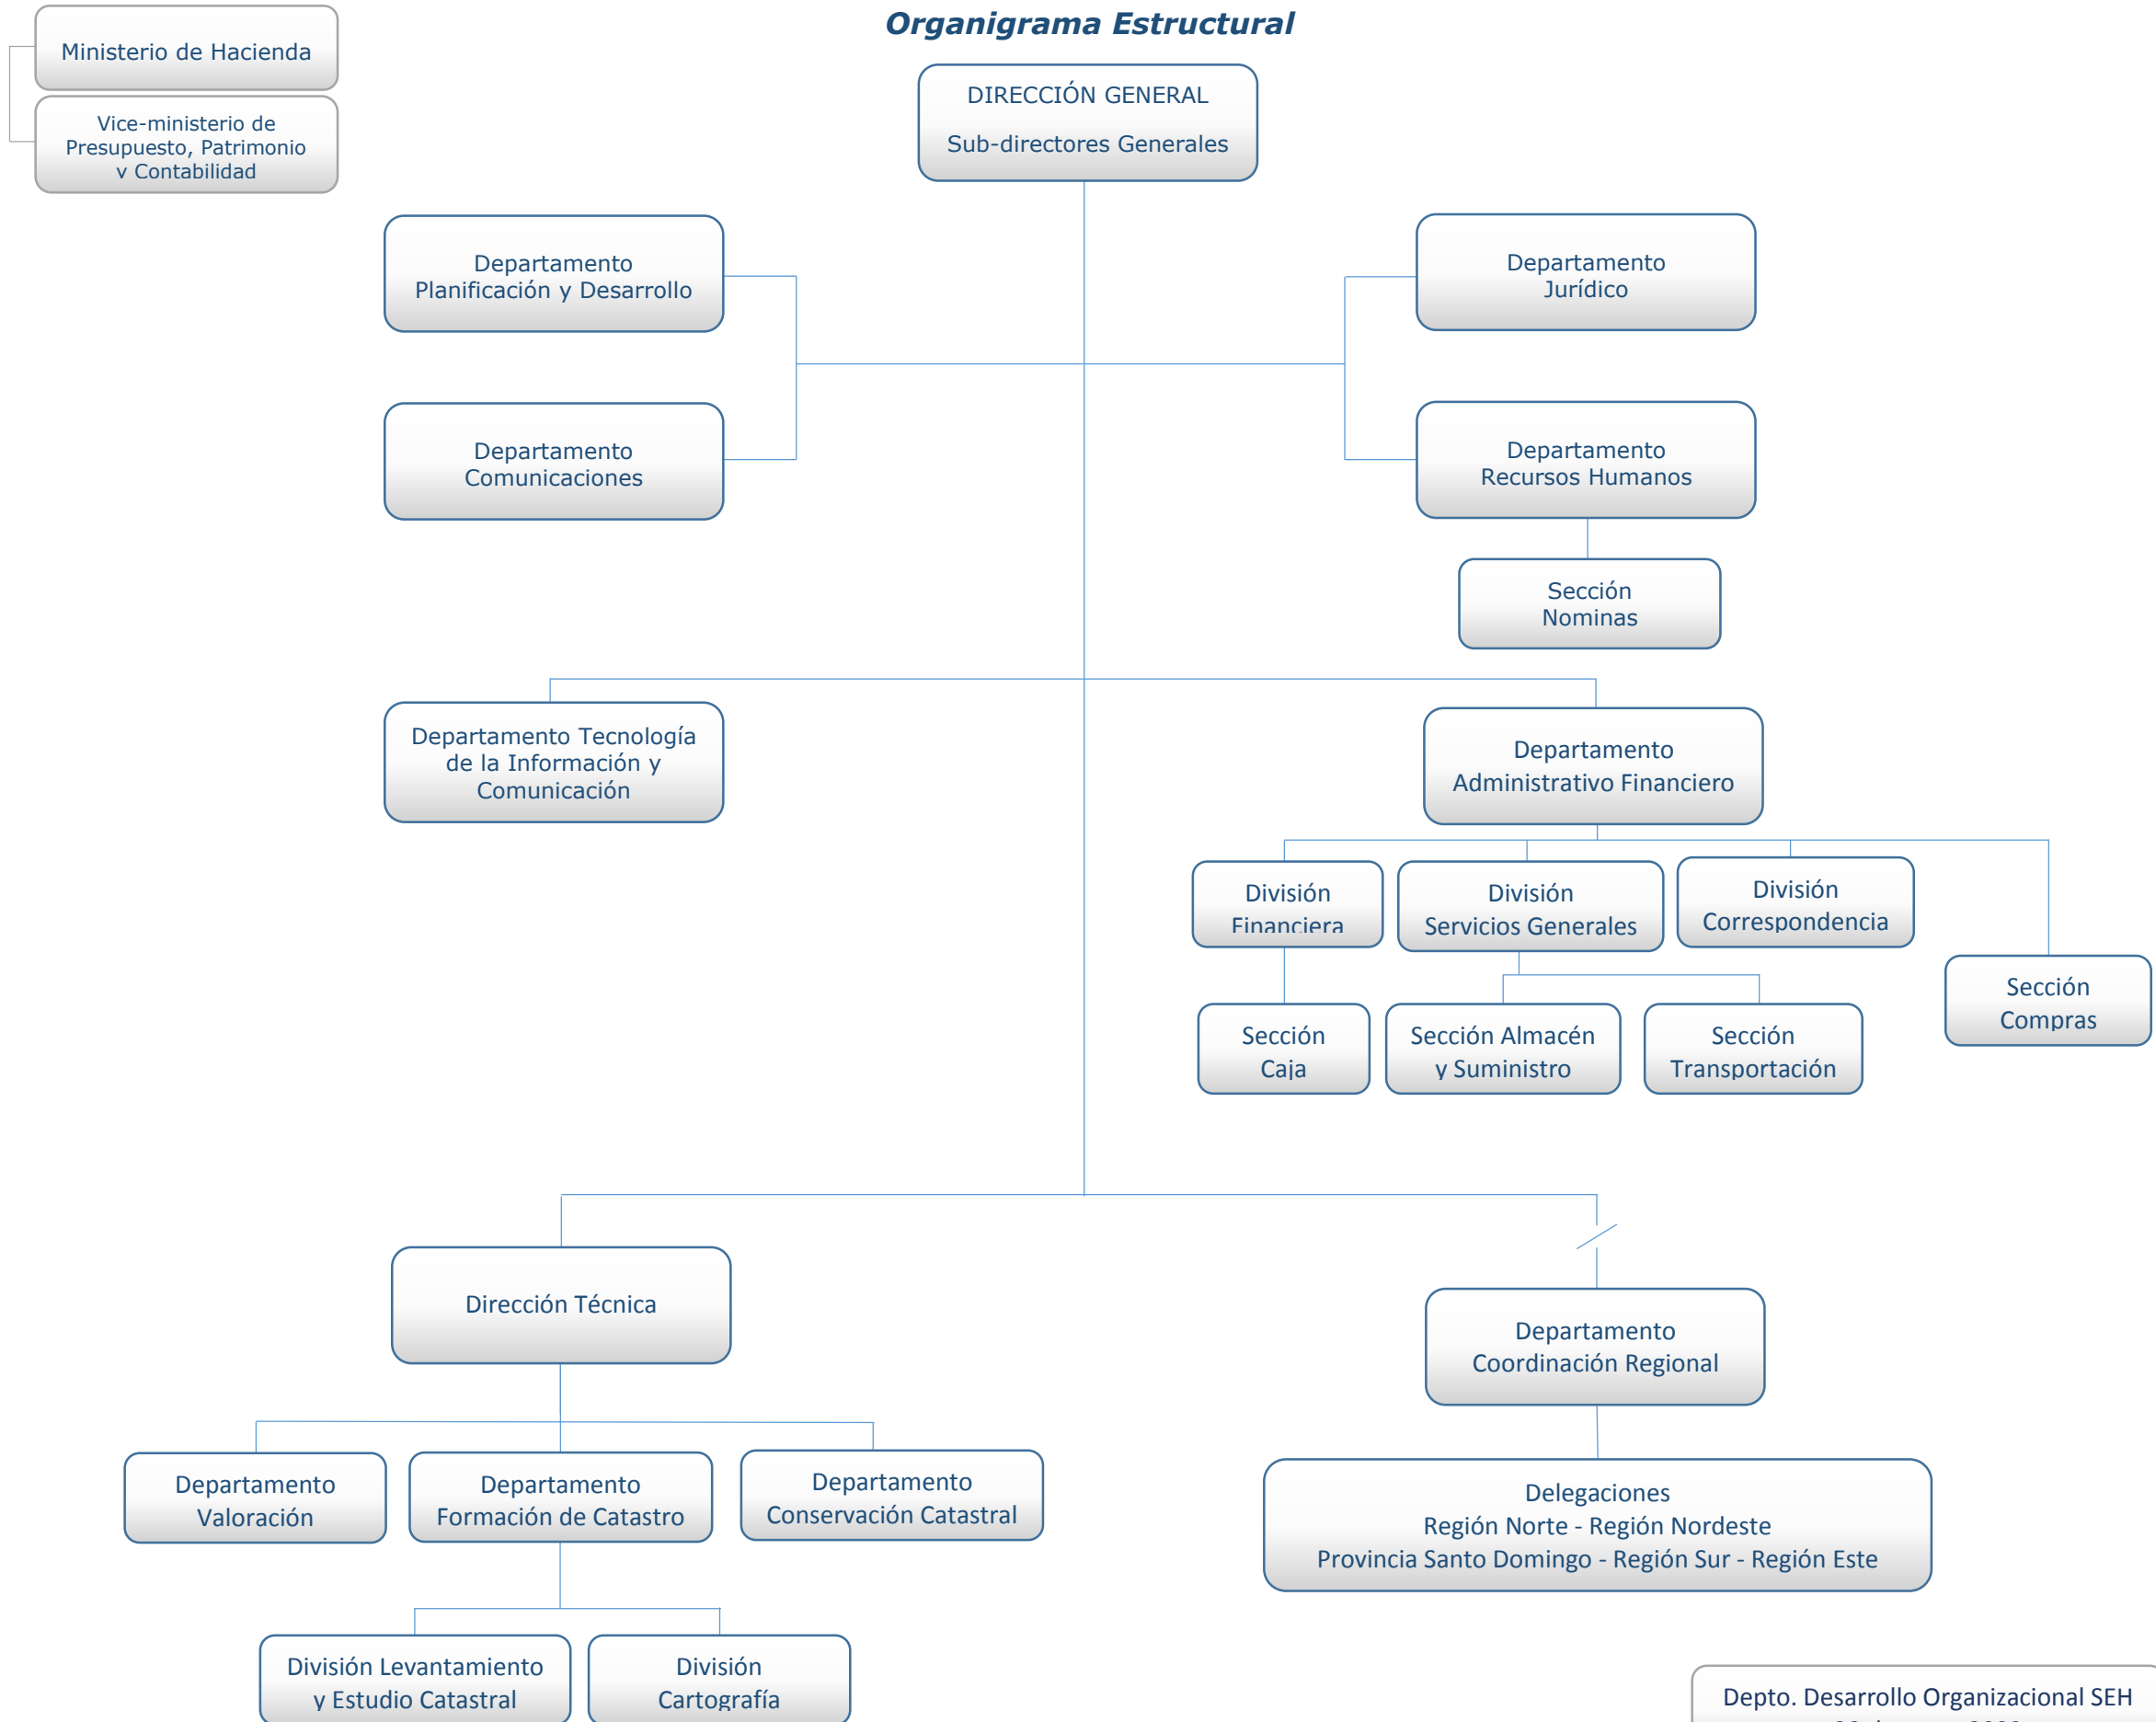 Organigrama Estructural
Ministerio de Hacienda
Vice-ministerio de
Presupuesto, Patrimonio
y Contabilidad
DIRECCIÓN GENERAL
Sub-directores Generales
Departamento
Planificación y Desarrollo
Departamento
Jurídico
Departamento
Comunicaciones
Departamento
Recursos Humanos
Sección
Nominas
Departamento Tecnología
de la Información y
Comunicación
Departamento
Administrativo Financiero
División
Financiera
División
Servicios Generales
División
Correspondencia
Sección
Compras
Sección
Caja
Sección Almacén
y Suministro
Sección
Transportación
Dirección Técnica
Departamento
Coordinación Regional
Departamento
Valoración
Departamento
Formación de Catastro
Departamento
Conservación Catastral
Delegaciones
Región Norte - Región Nordeste
Provincia Santo Domingo - Región Sur - Región Este
División Levantamiento
y Estudio Catastral
División
Cartografía
Depto. Desarrollo Organizacional SEH